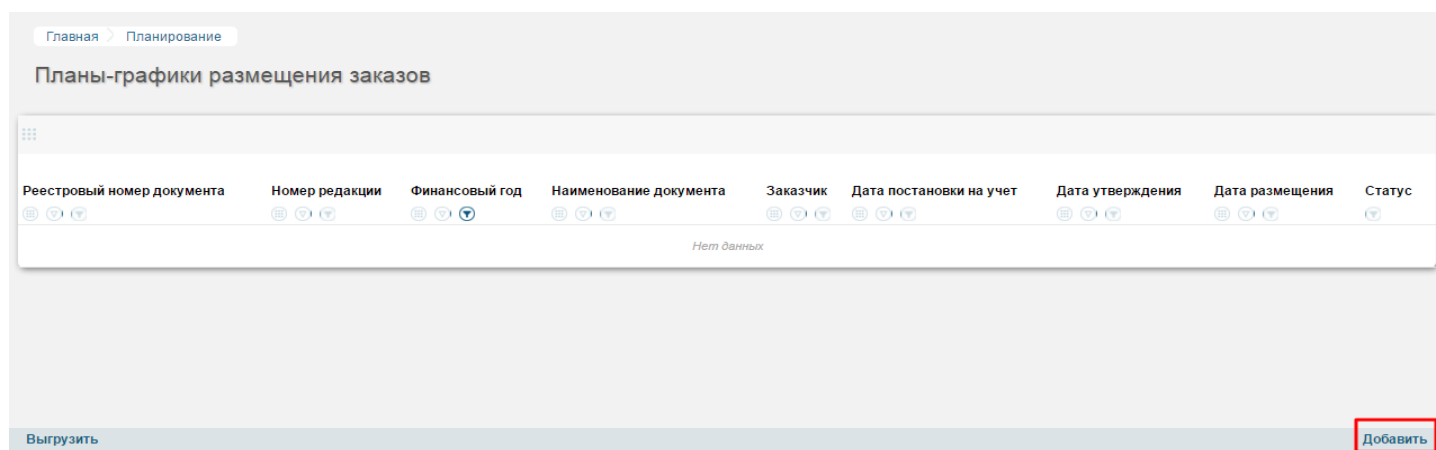 Главная Планирование
Планы-графики размещения заказов
Реестровый номер документа Номер редакции Финансовый год Наименование документа Заказчик Дата постановки на учет Дата утверждения Дата размещения Статус
Нет данных
Выгрузить Добавить